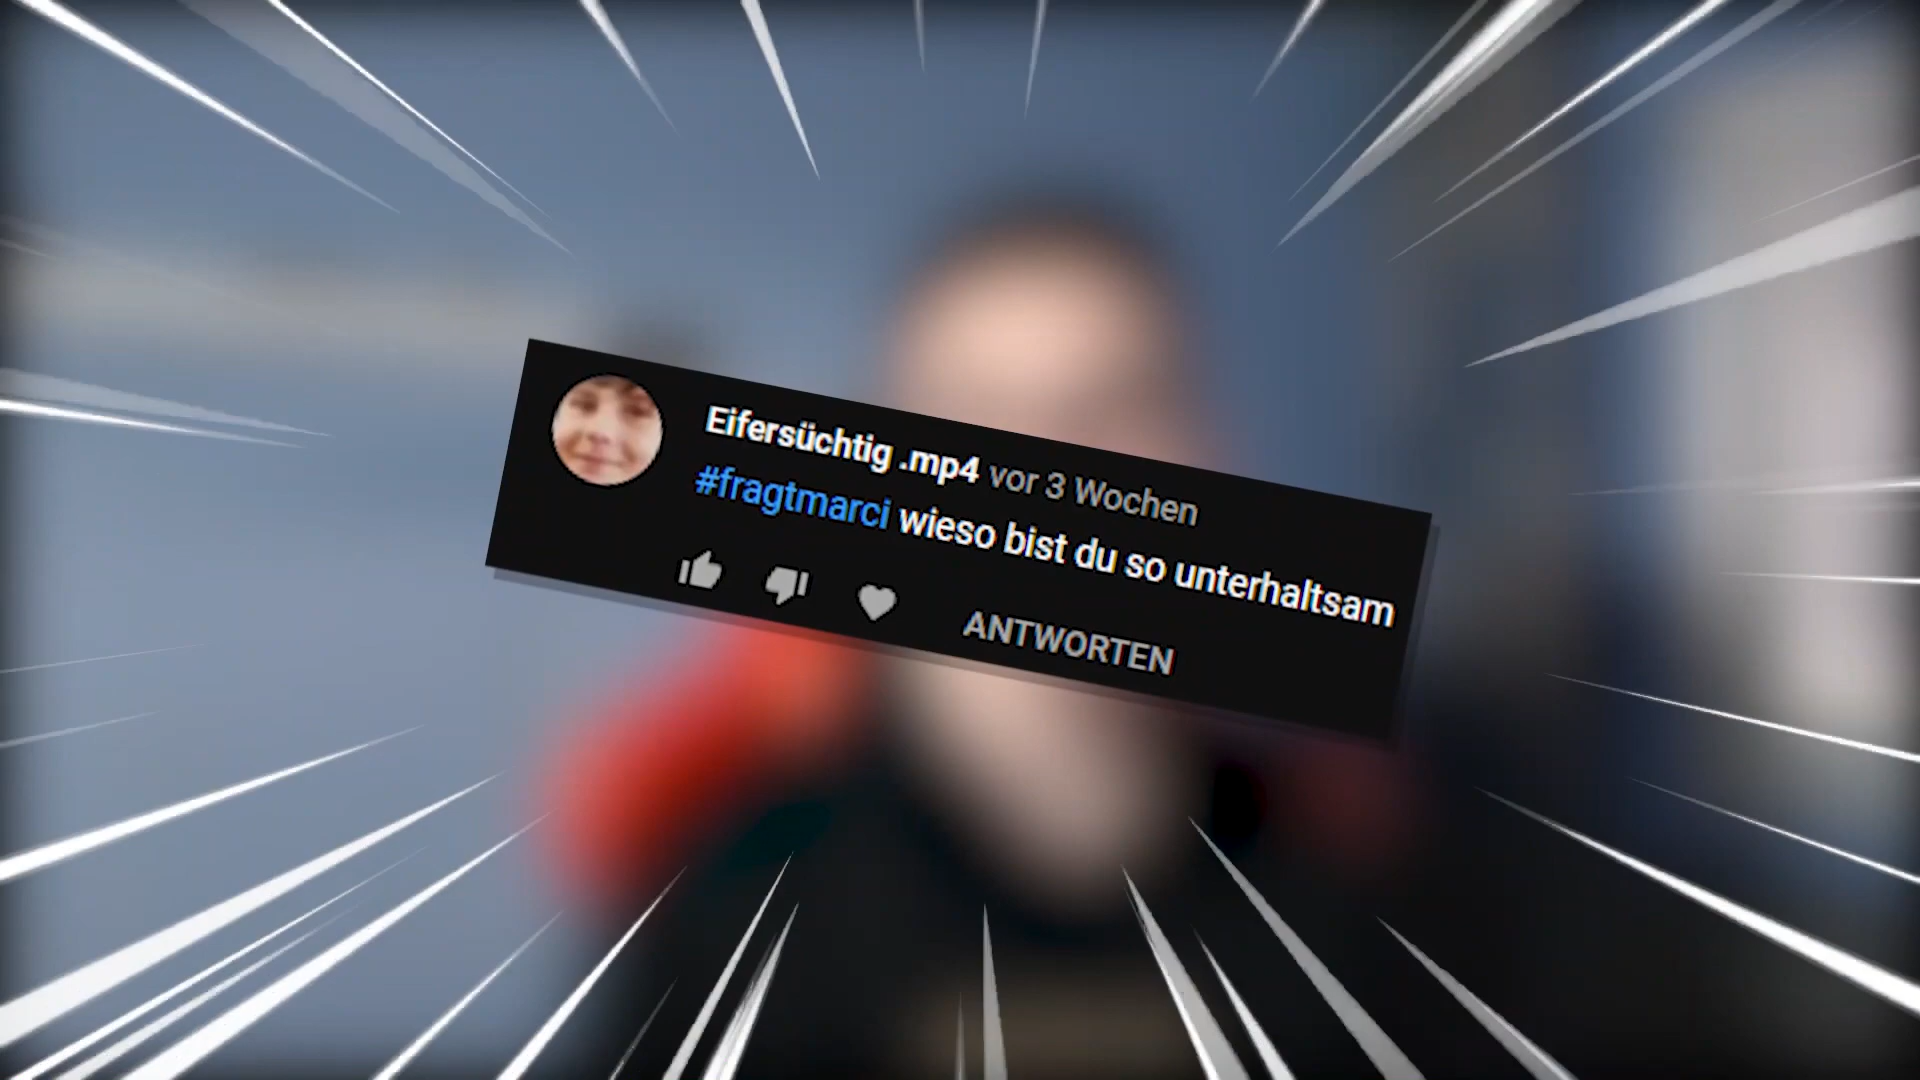 Eifersüchtig .mp4 vor 3 Wochen
#fragtmarci wieso bist du so unterhaltsam
ANTWORTEN